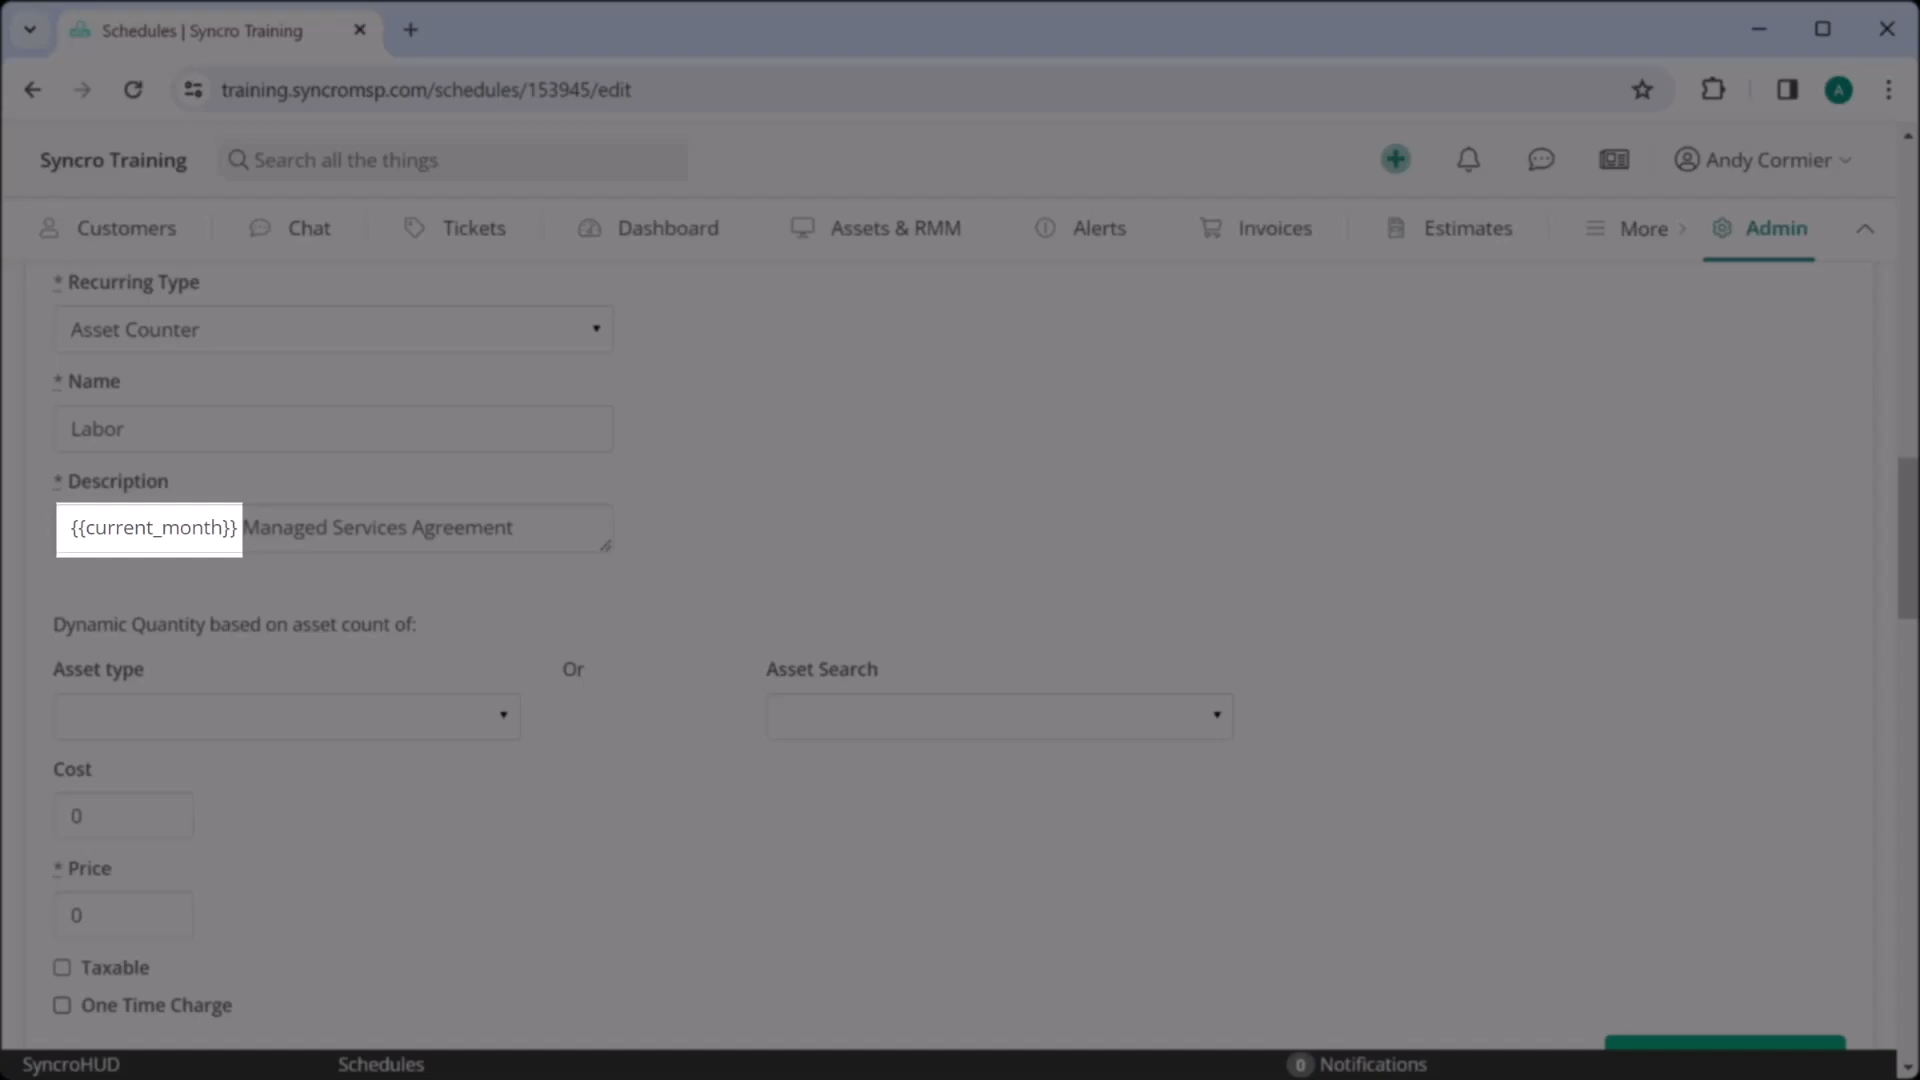 Schedules | Syncro Training
training.syncromsp.com/schedules/153945/edit
A
Syncro Training
Search all the things
Andy Cormier
Customers Chat Tickets Dashboard Assets & RMM Alerts Invoices Estimates More Admin
* Recurring Type
Asset Counter
* Name
Labor
* Description
{{current_month}} Managed Services Agreement
Dynamic Quantity based on asset count of:
Asset type Or Asset Search
Cost
0
* Price
0
Taxable
One Time Charge
SyncroHUD Schedules 0 Notifications